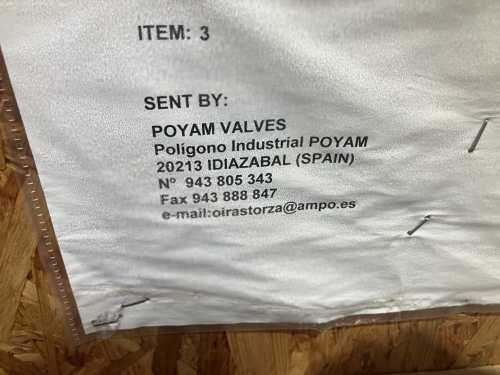 ITEM: 3
SENT BY:
POYAM VALVES
Polígono Industrial POYAM
20213 IDIAZABAL (SPAIN)
Nº 943 805 343
Fax 943 888 847
e-mail:oirastorza@ampo.es